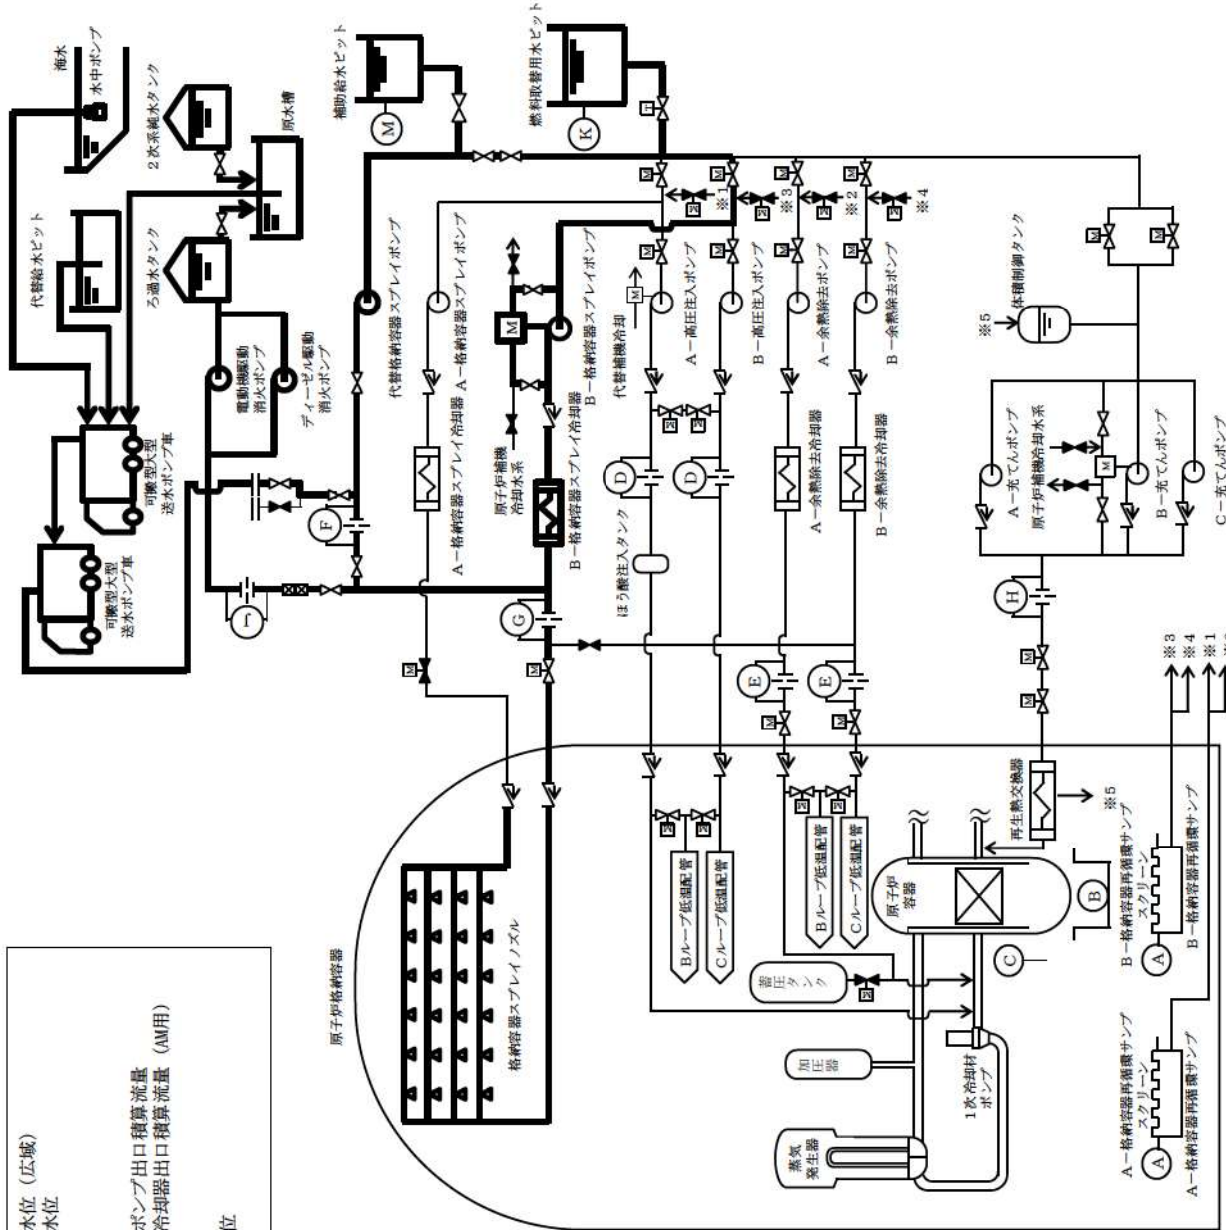 海水
水中ポンプ
2次系純水タンク
原水槽
代替給水ピット
ろ過水タンク
可搬型大型
送水ポンプ車
可搬型大型
送水ポンプ車
電動機駆動
消火ポンプ
ディーゼル駆動
消火ポンプ
補助給水ピット
M
燃料取替用水ピット
K
T
J
F
代替格納容器スプレイポンプ
A-格納容器スプレイポンプ
A-格納容器スプレイ冷却器
B-格納容器スプレイポンプ
M
原子炉補機
冷却水系
B-格納容器スプレイ冷却器
G
M
M
M
M
M
M
M
M
M
M
※1
※3
※2
※4
M
M
M
M
代替補機冷却
M
A-高圧注入ポンプ
B-高圧注入ポンプ
A-余熱除去ポンプ
B-余熱除去ポンプ
M
M
D
D
ほう酸注入タンク
A-余熱除去冷却器
B-余熱除去冷却器
E
E
M
M
体積制御タンク
※5
M
M
A-充てんポンプ
原子炉補機冷却水系
M
B-充てんポンプ
C-充てんポンプ
H
M
M
再生熱交換器
※5
※3
※4
※1
原子炉格納容器
格納容器スプレイノズル
M
M
Bループ低温配管
Cループ低温配管
M
M
Bループ低温配管
Cループ低温配管
蓄圧タンク
M
原子炉
容器
B
C
加圧器
蒸気
発生器
1次冷却材
ポンプ
B-格納容器再循環サンプ
スクリーン
A
B-格納容器再循環サンプ
A-格納容器再循環サンプ
スクリーン
A
A-格納容器再循環サンプ
水位(広域)
水位
ポンプ出口積算流量
冷却器出口積算流量(AM用)
位